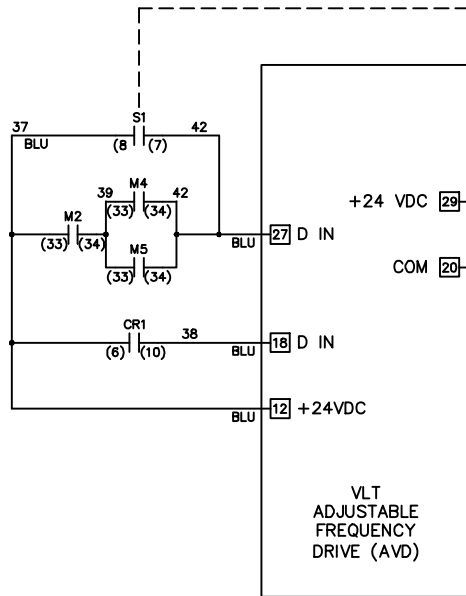 S1
37
42
BLU
(8
(7)
39
M4
42
M2
(33)
(34)
+24 VDC 29
(33)
(34)
M5
BLU
27 D IN
(33)
(34)
COM 20
CR1
38
(6)
(10)
BLU
18 D IN
BLU
12 +24VDC
VLT
ADJUSTABLE
FREQUENCY
DRIVE (AVD)